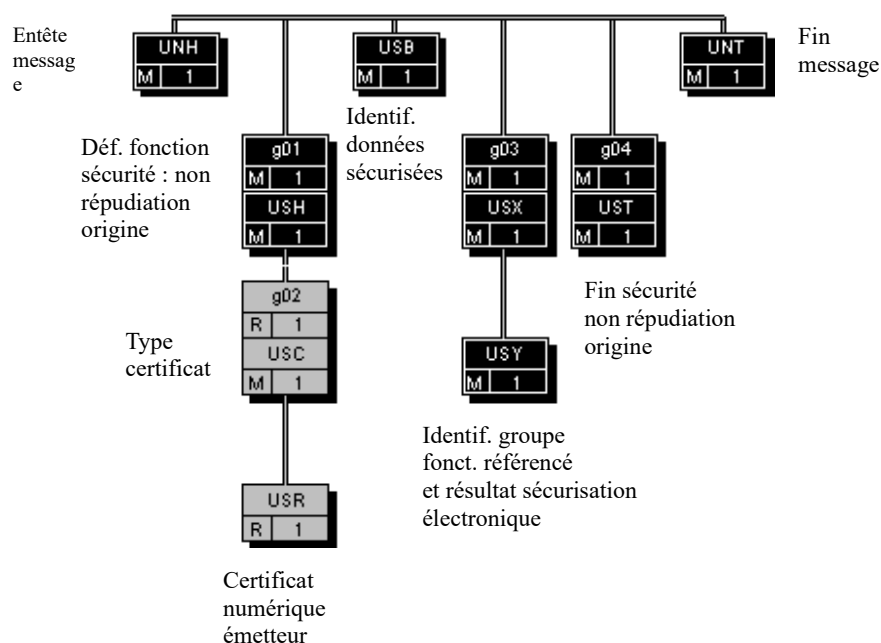 Entête
messag
e
UNH
M 1
USB
M 1
UNT
M 1
Fin
message
Identif.
données
sécurisées
Déf. fonction
sécurité : non
répudiation
origine
g01
M 1
USH
M 1
g03
M 1
USX
M 1
g04
M 1
UST
M 1
Fin sécurité
non répudiation
origine
Type
certificat
g02
R 1
USC
M 1
USY
M 1
Identif. groupe
fonct. référencé
et résultat sécurisation
électronique
USR
R 1
Certificat
numérique
émetteur